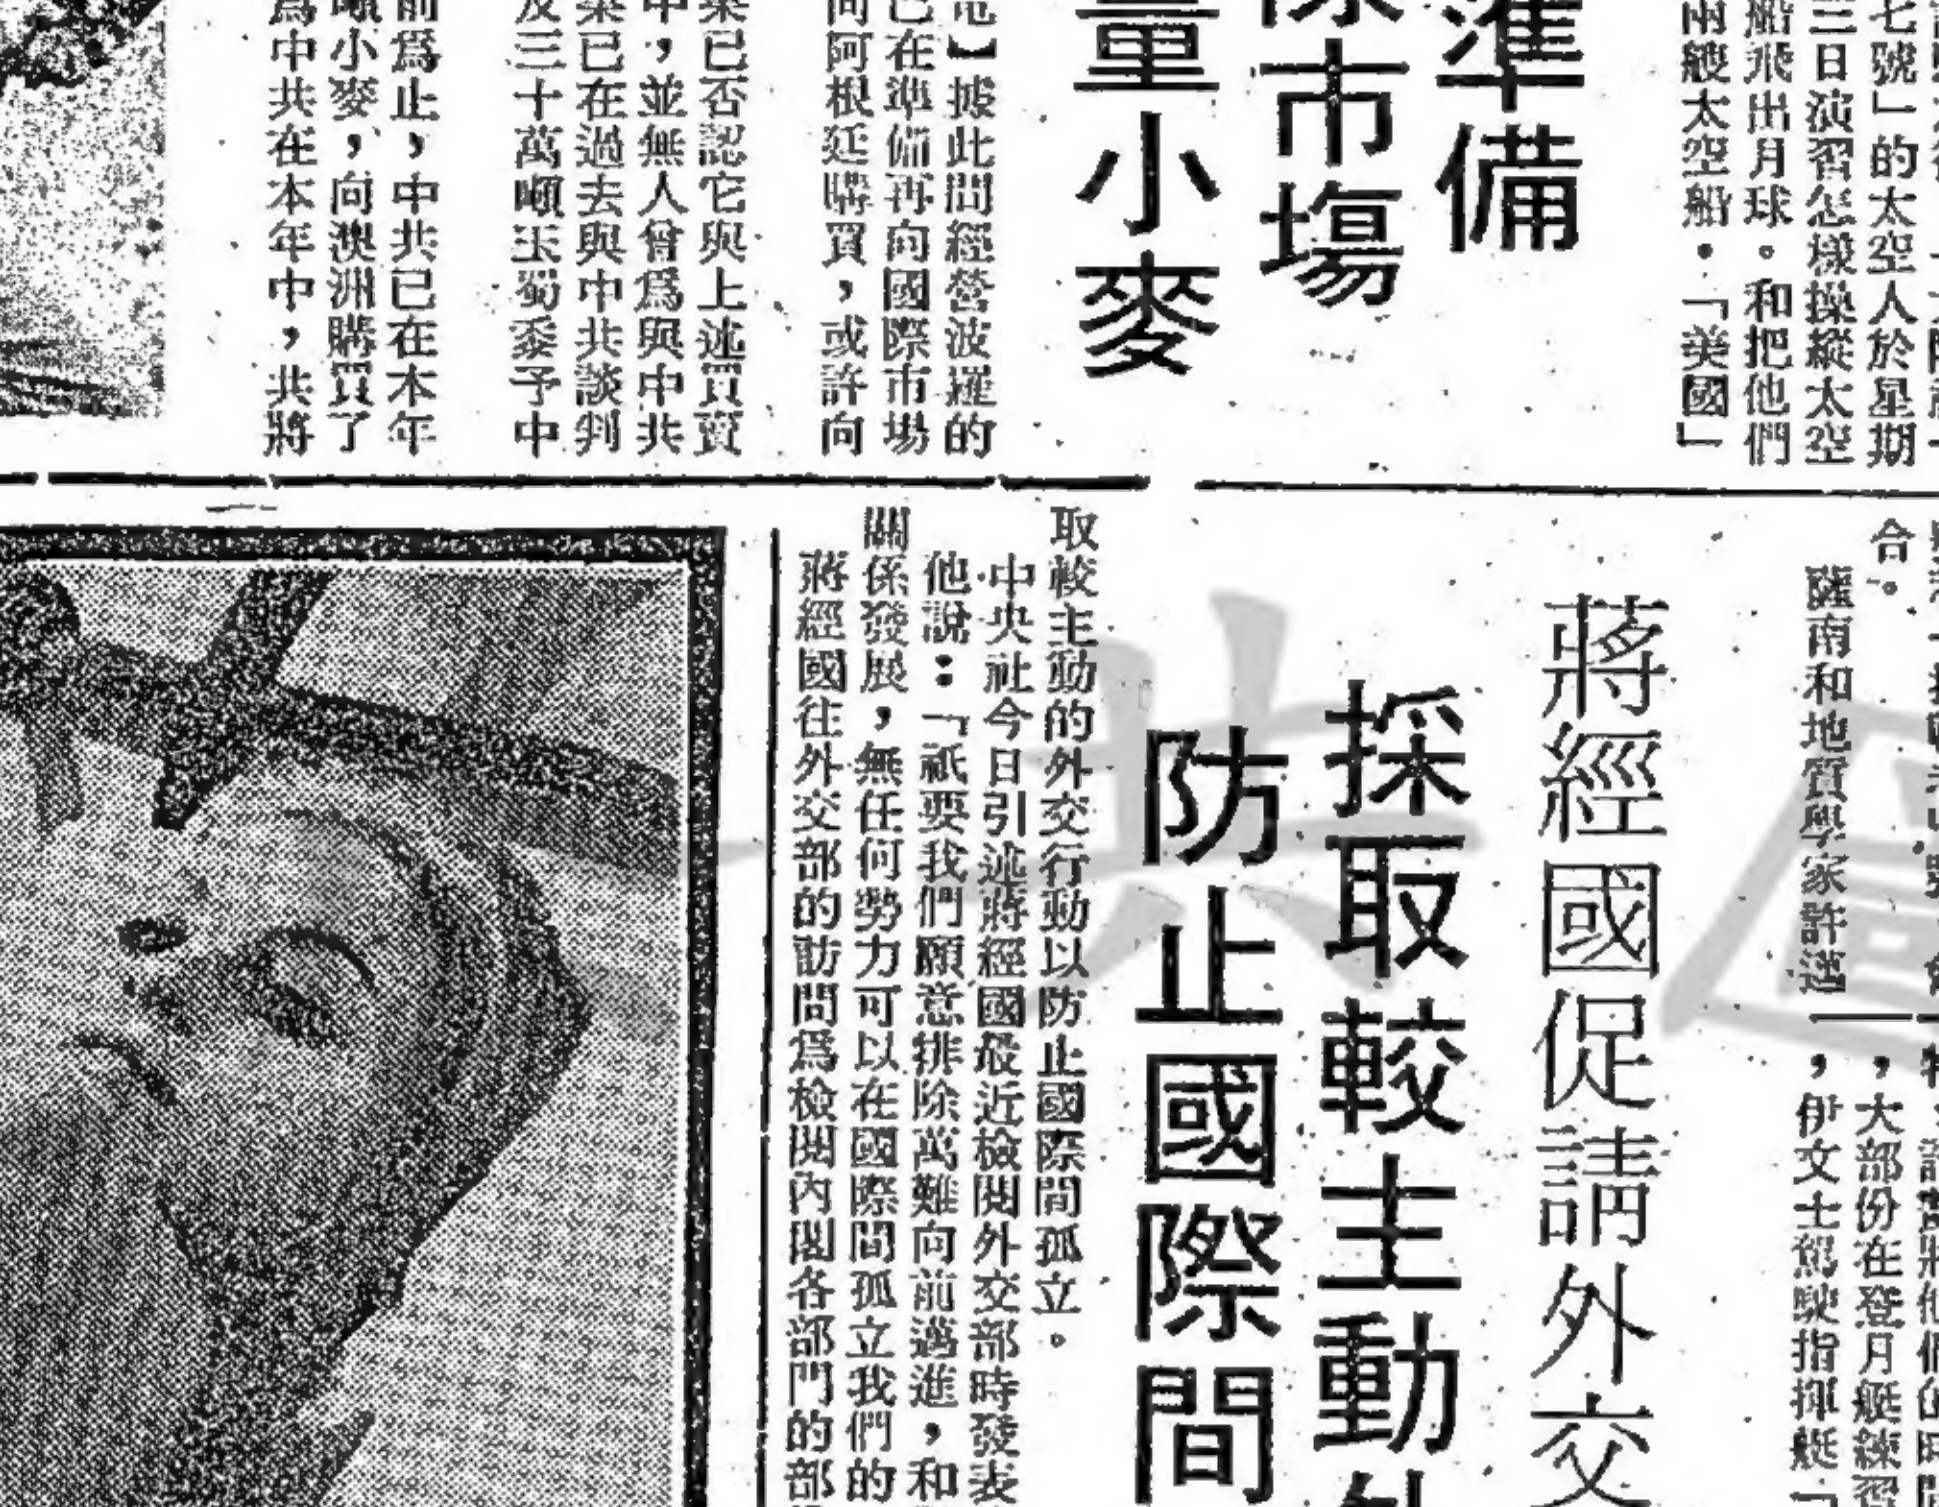 七號」的太空人於星期
三日演習怎樣操縱太空
船飛出月球。和把他們
兩艘太空船。「美國」
準備
際市場
量小麥
電】據此間經營波羅的
已在準備再向國際市場
向阿根廷購買，或許向
業已否認它與上述買賣
中，並無人曾爲與中共
業已在過去與中共談判
及三十萬噸玉蜀黍予中
前爲止，中共已在本年
噸小麥，向澳洲購買了
爲中共在本年中，共將
合。
，大部份在登月艇練習
薩南和地質學家許邁
，伊文士駕駛指揮艇「
蔣經國促請外交
採取較主動外
防止國際間
取較主動的外交行動以防止國際間孤立。
中央社今日引述蔣經國最近檢閱外交部時發表
他說：「祇要我們願意排除萬難向前邁進，和
關係發展，無任何勞力可以在國際間孤立我們的
蔣經國往外交部的訪問爲檢閱內閣各部門的部
共